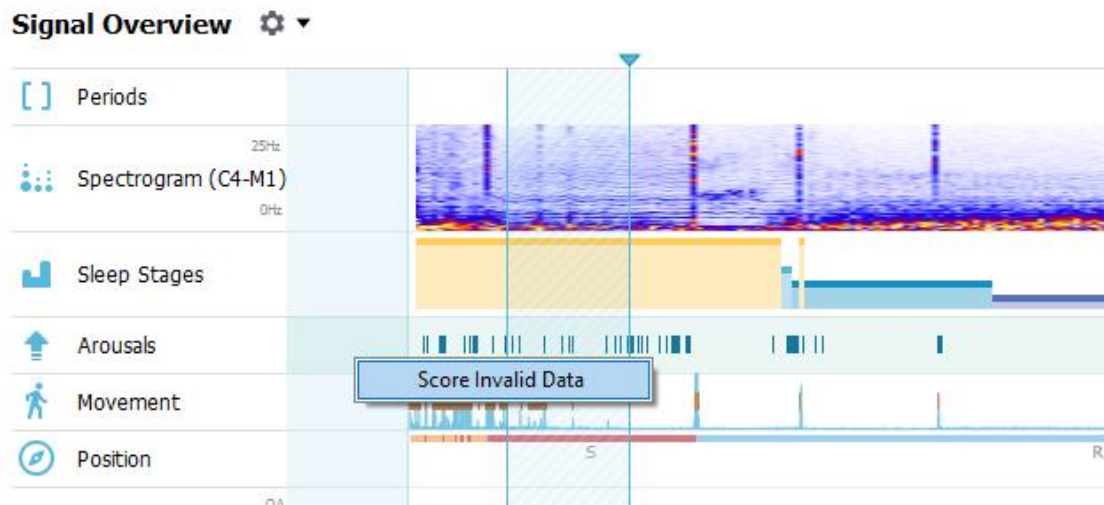 Signal Overview
Periods
25Hz
Spectrogram (C4-M1)
0Hz
Sleep Stages
Arousals
Score Invalid Data
Movement
Position
S
R